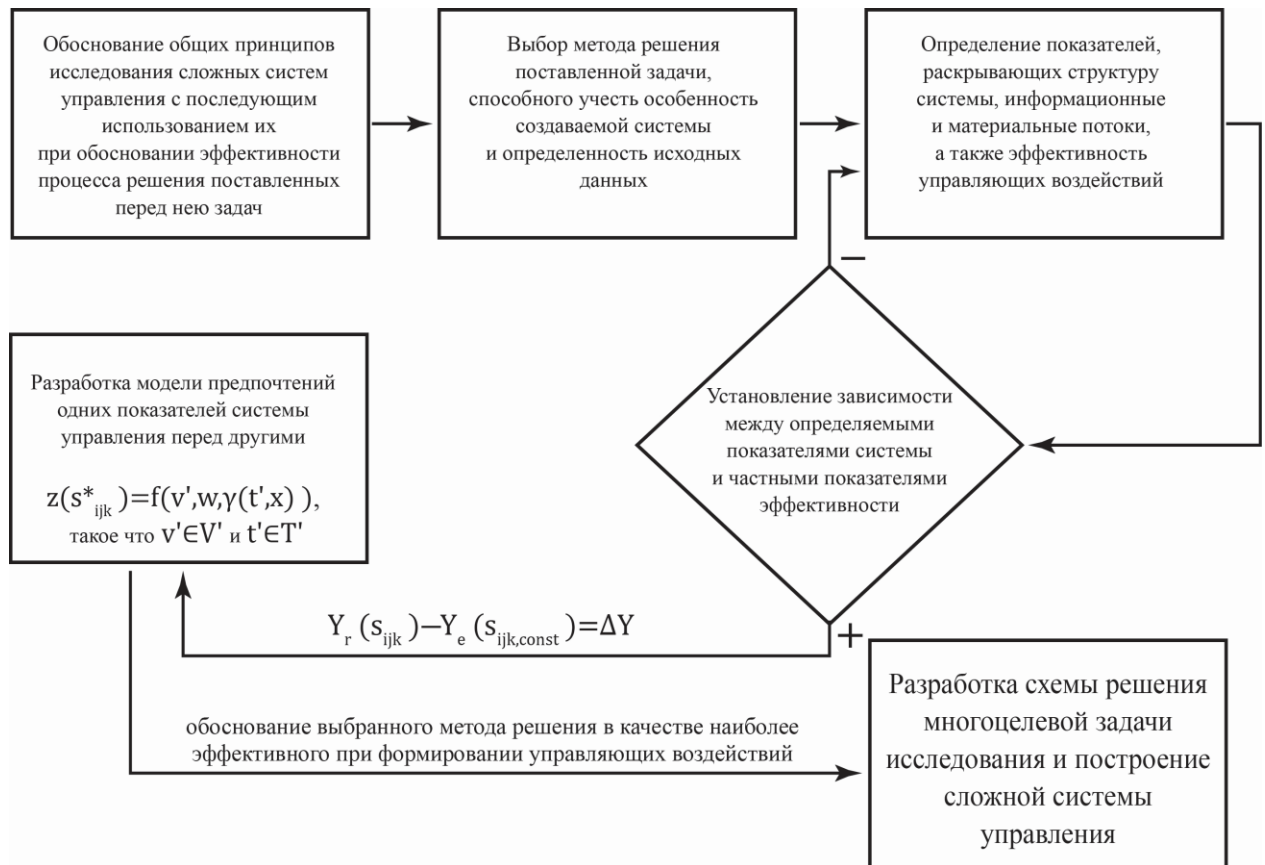 Обоснование общих принципов
исследования сложных систем
управления с последующим
использованием их
при обосновании эффективности
процесса решения поставленных
перед нею задач
Выбор метода решения
поставленной задачи,
способного учесть особенность
создаваемой системы
и определенность исходных
данных
Определение показателей,
раскрывающих структуру
системы, информационные
и материальные потоки,
а также эффективность
управляющих воздействий
−
Установление зависимости
между определяемыми
показателями системы
и частными показателями
эффективности
+
Разработка модели предпочтений
одних показателей системы
управления перед другими
z(s*ijk)=f(v',w,γ(t',x) ),
такое что v'∈V' и t'∈T'
Yr (sijk)−Ye (sijk,const)=ΔY
обоснование выбранного метода решения в качестве наиболее
эффективного при формировании управляющих воздействий
Разработка схемы решения
многоцелевой задачи
исследования и построение
сложной системы
управления